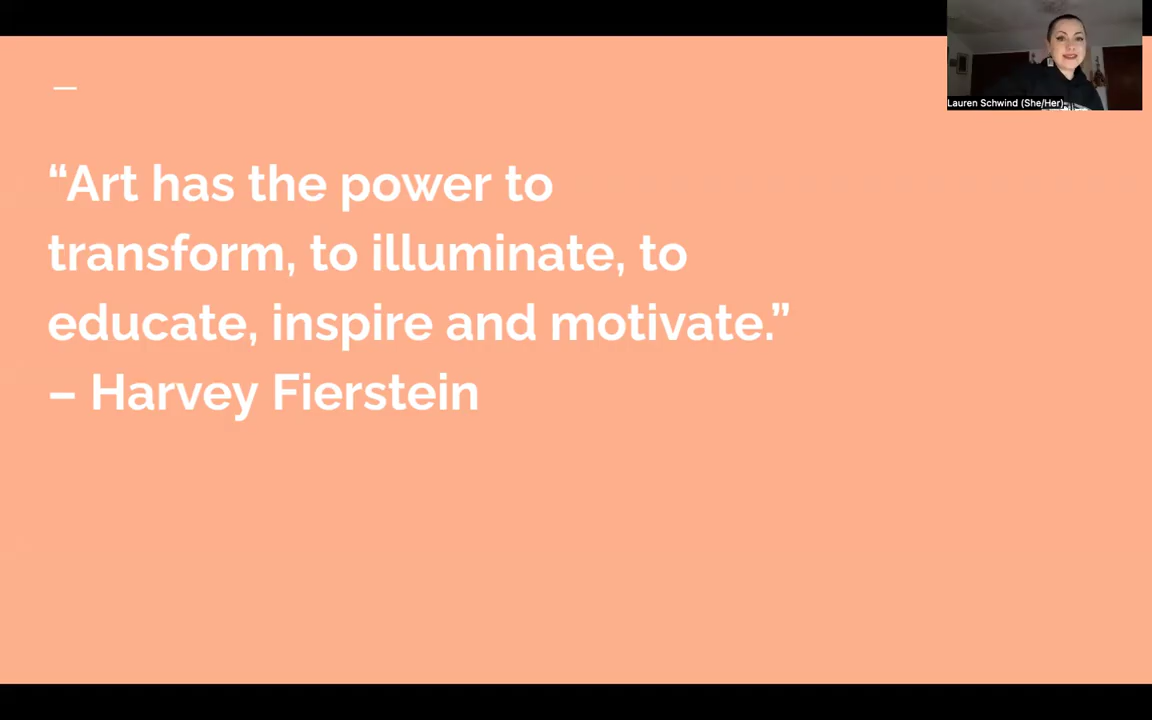 Lauren Schwind (She/Her)
“Art has the power to
transform, to illuminate, to
educate, inspire and motivate.”
– Harvey Fierstein